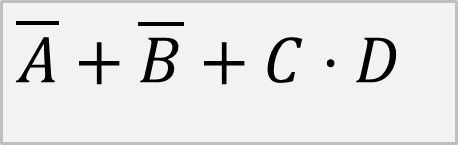 A̅ + B̅ + C · D